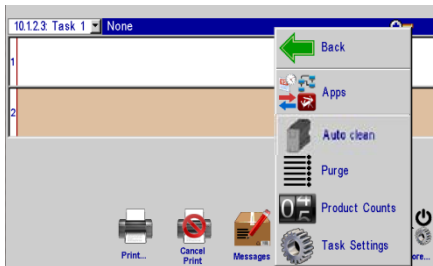 10.1.2.3: Task 1 None
Back
1
Apps
2
Auto clean
Purge
Product Counts
Print...
Cancel
Print
Messages
Task Settings
ore...